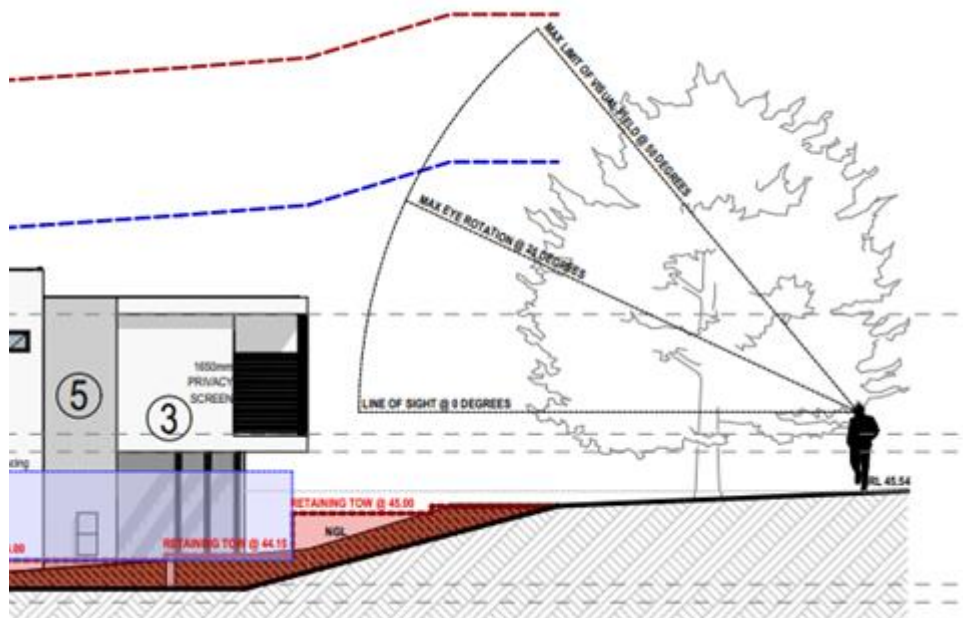 MAX LIMIT OF VISUAL FIELD @ 50 DEGREES
MAX EYE ROTATION @ 25 DEGREES
1650mm
PRIVACY
SCREEN
5
3
LINE OF SIGHT @ 0 DEGREES
RL 45.54
RETAINING TOW @ 45.00
NGL
RETAINING TOW @ 44.15